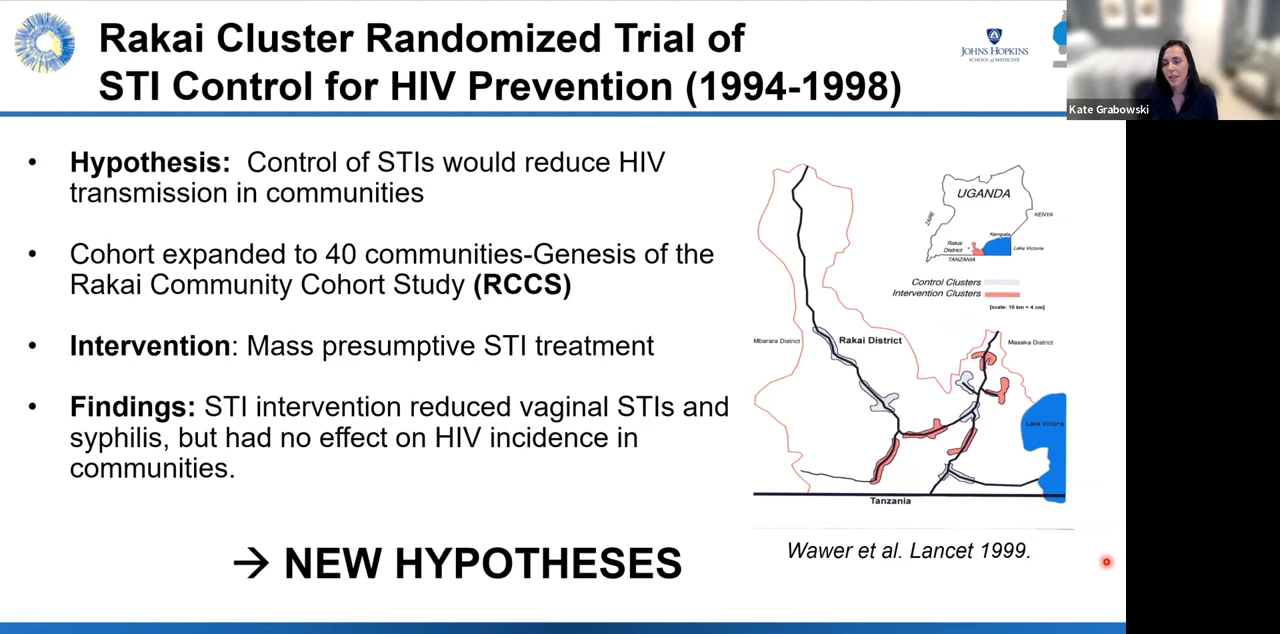 Rakai Cluster Randomized Trial of
STI Control for HIV Prevention (1994-1998)
JOHNS HOPKINS
SCHOOL of MEDICINE
Kate Grabowski
• Hypothesis: Control of STIs would reduce HIV
transmission in communities
• Cohort expanded to 40 communities-Genesis of the
Rakai Community Cohort Study (RCCS)
• Intervention: Mass presumptive STI treatment
• Findings: STI intervention reduced vaginal STIs and
syphilis, but had no effect on HIV incidence in
communities.
→ NEW HYPOTHESES
UGANDA
ZAIRE
KENYA
Kampala
Rakai
District
Lake Victoria
TANZANIA
Control Clusters
Intervention Clusters
[scale: 10 km = 4 cm]
Mbarara District
Rakai District
Masaka District
Lake Victoria
Tanzania
Wawer et al. Lancet 1999.